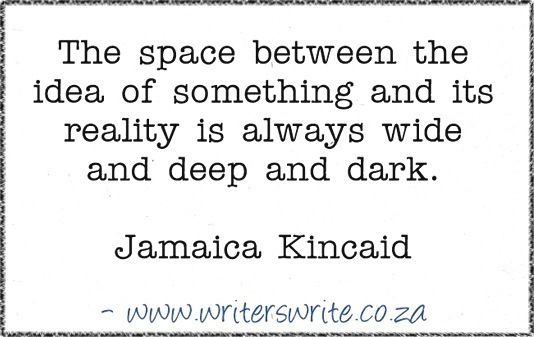 The space between the
idea of something and its
reality is always wide
and deep and dark.
Jamaica Kincaid
- www.writerswrite.co.za